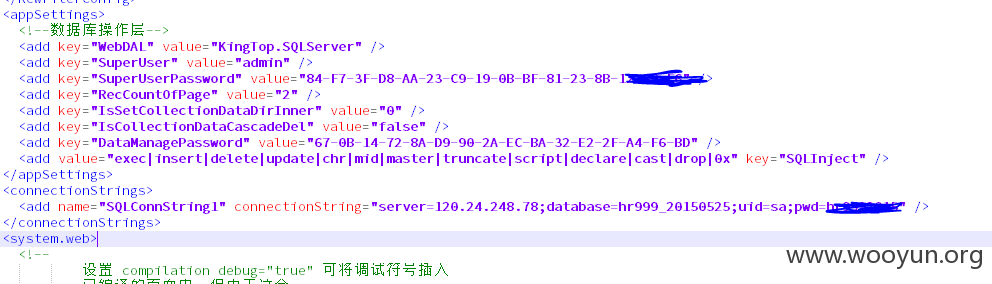 </RewriterConfig>
<appSettings>
<!--数据库操作层-->
<add key="WebDAL" value="KingTop.SQLServer" />
<add key="SuperUser" value="admin" />
<add key="SuperUserPassword" value="84-F7-3F-D8-AA-23-C9-19-0B-BF-81-23-8B-1 />
<add key="RecCountOfPage" value="2" />
<add key="IsSetCollectionDataDirInner" value="0" />
<add key="IsCollectionDataCascadeDel" value="false" />
<add key="DataManagePassword" value="67-0B-14-72-8A-D9-90-2A-EC-BA-32-E2-2F-A4-F6-BD" />
<add value="exec|insert|delete|update|chr|mid|master|truncate|script|declare|cast|drop|0x" key="SQLInject" />
</appSettings>
<connectionStrings>
<add name="SQLConnString1" connectionString="server=120.24.248.78;database=hr999_20150525;uid=sa;pwd= />
</connectionStrings>
<system.web>
<!--
设置 compilation debug="true" 可将调试符号插入
www.wooyun.org